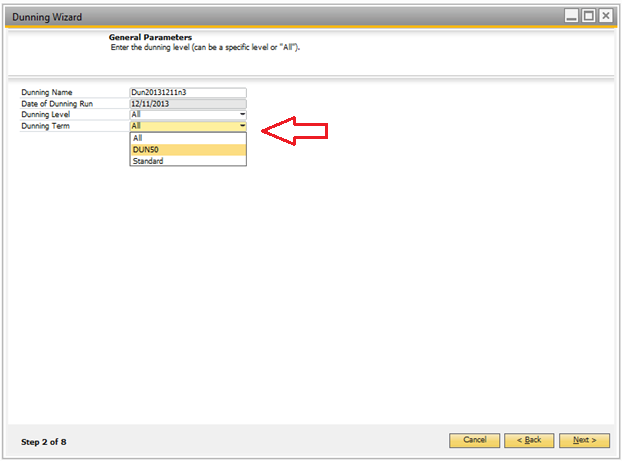 Dunning Wizard
General Parameters
Enter the dunning level (can be a specific level or "All").
Dunning Name Dun20131211n3
Date of Dunning Run 12/11/2013
Dunning Level All
Dunning Term All
All
DUN50
Standard
Step 2 of 8
Cancel < Back Next >